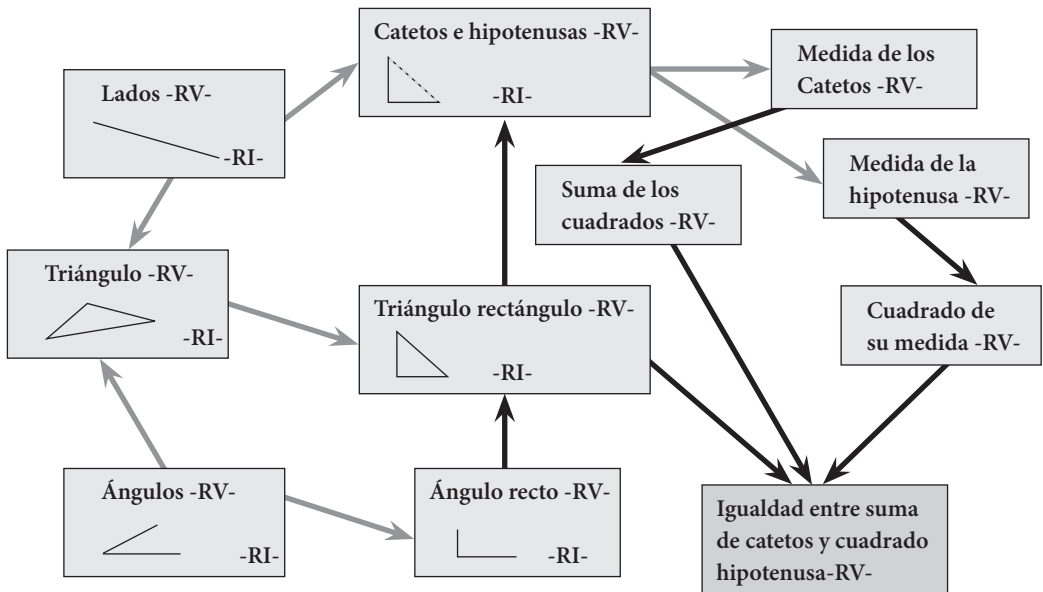 Catetos e hipotenusas -RV-
-RI-
Medida de los
Catetos -RV-
Lados -RV-
-RI-
Medida de la
hipotenusa -RV-
Suma de los
cuadrados -RV-
Triángulo -RV-
-RI-
Triángulo rectángulo -RV-
-RI-
Cuadrado de
su medida -RV-
Ángulos -RV-
-RI-
Ángulo recto -RV-
-RI-
Igualdad entre suma
de catetos y cuadrado
hipotenusa-RV-